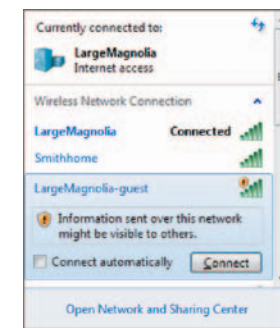 Currently connected to:
LargeMagnolia
Internet access
Wireless Network Connection
LargeMagnolia Connected
Smithhome
LargeMagnolia-guest
Information sent over this network
might be visible to others.
Connect automatically Connect
Open Network and Sharing Center